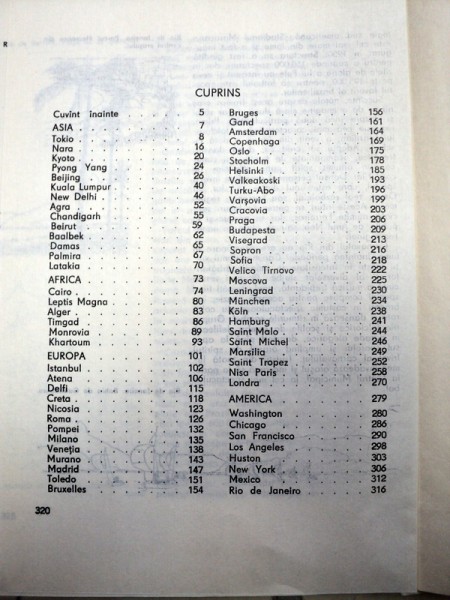 R
CUPRINS
Cuvînt înainte . . . . . 5
ASIA . . . . . . . . 7
Tokio . . . . . . . . 8
Nara . . . . . . . . 16
Kyoto . . . . . . . . 20
Pyong Yang . . . . . . 24
Beijing . . . . . . . . 26
Kuala Lumpur . . . . . 40
New Delhi . . . . . . . 46
Agra . . . . . . . . 52
Chandigarh . . . . . . 55
Beirut . . . . . . . . 59
Baalbek . . . . . . . 62
Damas . . . . . . . . 65
Palmira . . . . . . . 67
Latakia . . . . . . . 70
AFRICA . . . . . . . 73
Cairo . . . . . . . . 74
Leptis Magna . . . . . 80
Alger . . . . . . . . 83
Timgad . . . . . . . 86
Monrovia . . . . . . . 89
Khartoum . . . . . . 93
EUROPA . . . . . . . 101
Istanbul . . . . . . . 102
Atena . . . . . . . . 106
Delfi . . . . . . . . 115
Creta . . . . . . . . 118
Nicosia . . . . . . . 123
Roma . . . . . . . . 126
Pompei . . . . . . . 132
Milano . . . . . . . 135
Veneția . . . . . . . 138
Murano . . . . . . . 143
Madrid . . . . . . . 147
Toledo . . . . . . . 151
Bruxelles . . . . . . . 154
Bruges . . . . . . . 156
Gand . . . . . . . . 161
Amsterdam . . . . . . 164
Copenhaga . . . . . . 169
Oslo . . . . . . . . 175
Stocholm . . . . . . . 178
Helsinki . . . . . . . 185
Valkeakoski . . . . . . 193
Turku-Abo . . . . . . 196
Varșovia . . . . . . . 199
Cracovia . . . . . . . 203
Praga . . . . . . . . 206
Budapesta . . . . . . 209
Visegrad . . . . . . . 213
Sopron . . . . . . . 216
Sofia . . . . . . . . 218
Velico Tîrnovo . . . . . 222
Moscova . . . . . . . 225
Leningrad . . . . . . 230
München . . . . . . . 234
Köln . . . . . . . . 238
Hamburg . . . . . . . 241
Saint Malo . . . . . . 244
Saint Michel . . . . . 246
Marsilia . . . . . . . 249
Saint Tropez . . . . . 252
Nisa Paris . . . . . . 258
Londra . . . . . . . 270
AMERICA . . . . . . 279
Washington . . . . . . 280
Chicago . . . . . . . 286
San Francisco . . . . . 290
Los Angeles . . . . . . 298
Huston . . . . . . . 303
New York . . . . . . 306
Mexico . . . . . . . 312
Rio de Janeiro . . . . . 316
320